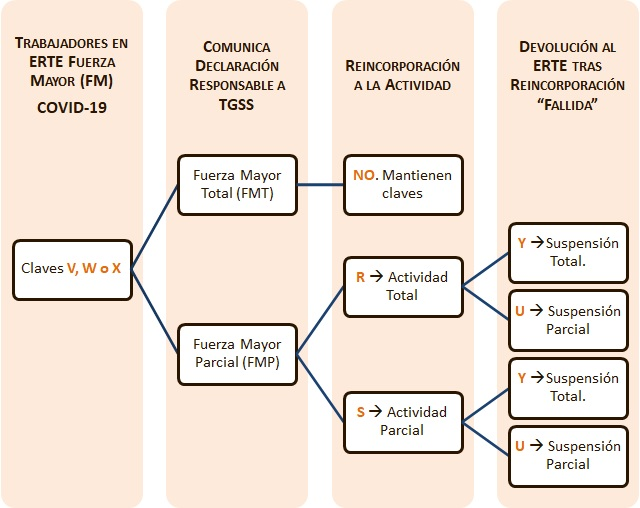 TRABAJADORES EN
ERTE FUERZA
MAYOR (FM)
COVID-19
COMUNICA
DECLARACIÓN
RESPONSABLE A
TGSS
REINCORPORACIÓN
A LA ACTIVIDAD
DEVOLUCIÓN AL
ERTE TRAS
REINCORPORACIÓN
“FALLIDA”
Claves V, W o X
Fuerza Mayor
Total (FMT)
Fuerza Mayor
Parcial (FMP)
NO. Mantienen
claves
R → Actividad
Total
S → Actividad
Parcial
Y →Suspensión
Total.
U → Suspensión
Parcial
Y →Suspensión
Total.
U → Suspensión
Parcial